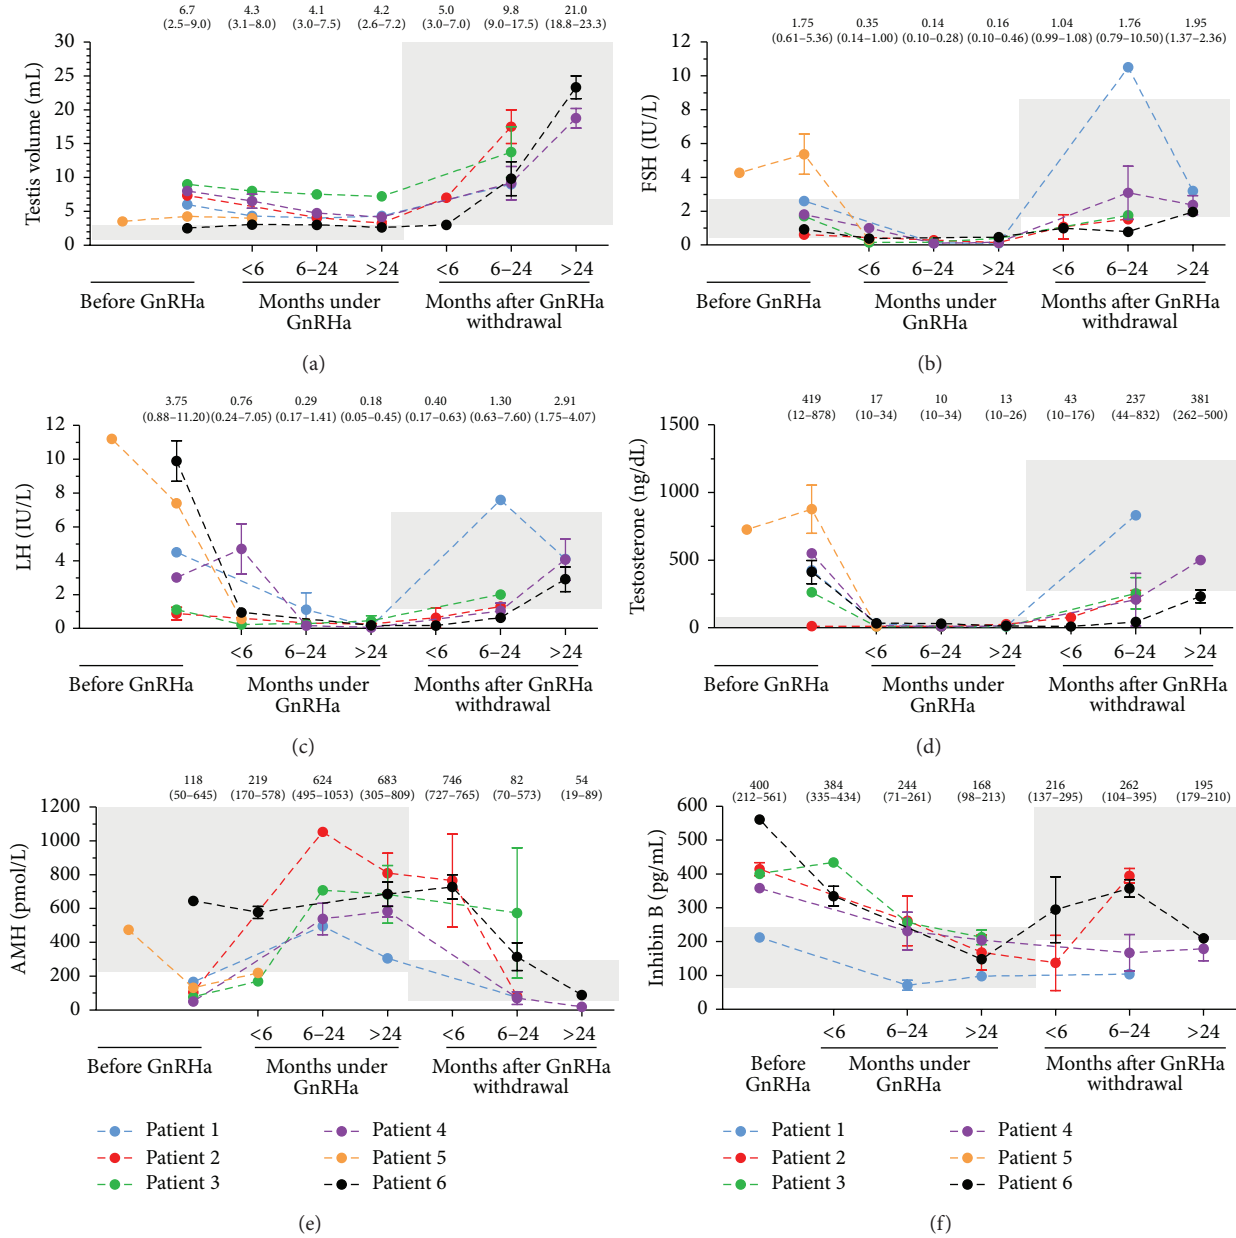 6.7 4.3 4.1 4.2 5.0 9.8 21.0
(2.5–9.0) (3.1–8.0) (3.0–7.5) (2.6–7.2) (3.0–7.0) (9.0–17.5) (18.8–23.3)
30
25
20
15
10
5
0
Testis volume (mL)
<6 6–24 >24 <6 6–24 >24
Before GnRHa Months under GnRHa Months after GnRHa withdrawal
(a)
1.75 0.35 0.14 0.16 1.04 1.76 1.95
(0.61–5.36) (0.14–1.00) (0.10–0.28) (0.10–0.46) (0.99–1.08) (0.79–10.50) (1.37–2.36)
12
10
8
6
4
2
0
FSH (IU/L)
<6 6–24 >24 <6 6–24 >24
Before GnRHa Months under GnRHa Months after GnRHa withdrawal
(b)
3.75 0.76 0.29 0.18 0.40 1.30 2.91
(0.88–11.20) (0.24–7.05) (0.17–1.41) (0.05–0.45) (0.17–0.63) (0.63–7.60) (1.75–4.07)
12
10
8
6
4
2
0
LH (IU/L)
<6 6–24 >24 <6 6–24 >24
Before GnRHa Months under GnRHa Months after GnRHa withdrawal
(c)
419 17 10 13 43 237 381
(12–878) (10–34) (10–34) (10–26) (10–176) (44–832) (262–500)
1500
1000
500
0
Testosterone (ng/dL)
<6 6–24 >24 <6 6–24 >24
Before GnRHa Months under GnRHa Months after GnRHa withdrawal
(d)
118 219 624 683 746 82 54
(50–645) (170–578) (495–1053) (305–809) (727–765) (70–573) (19–89)
1200
1000
800
600
400
200
0
AMH (pmol/L)
<6 6–24 >24 <6 6–24 >24
Before GnRHa Months under GnRHa Months after GnRHa withdrawal
Patient 1 Patient 4
Patient 2 Patient 5
Patient 3 Patient 6
(e)
400 384 244 168 216 262 195
(212–561) (335–434) (71–261) (98–213) (137–295) (104–395) (179–210)
600
500
400
300
200
100
0
Inhibin B (pg/mL)
<6 6–24 >24 <6 6–24 >24
Before GnRHa Months under GnRHa Months after GnRHa withdrawal
Patient 1 Patient 4
Patient 2 Patient 5
Patient 3 Patient 6
(f)